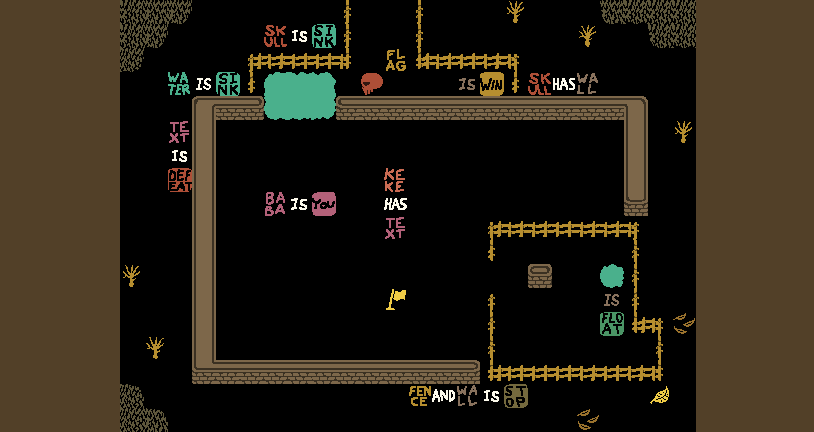 SKULL IS SINK
FLAG
WATER IS SINK
IS WIN
SKULL HAS WALL
TEXT
IS
DEFEAT
KEKE
HAS
TEXT
BABA IS YOU
IS
FLOAT
FENCE AND WALL IS STOP